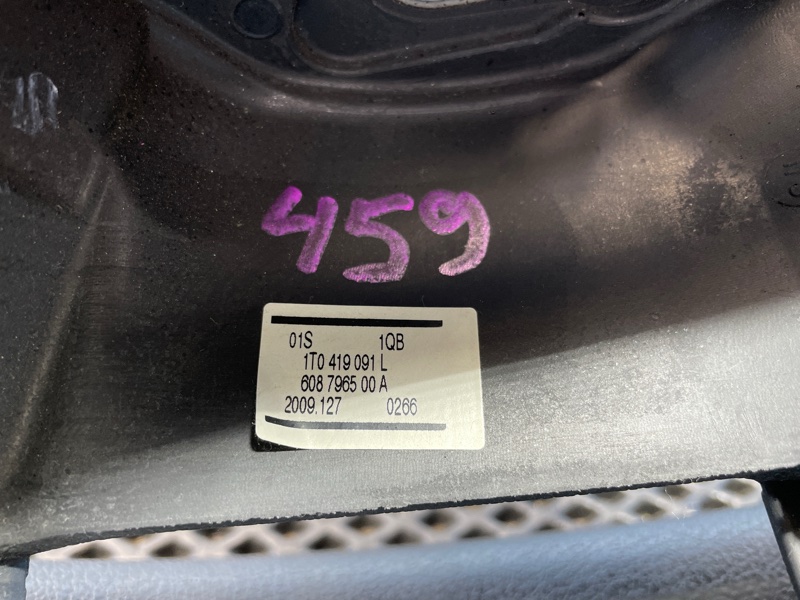 459
01S 1QB
1T0 419 091 L
608 7965 00 A
2009.127 0266